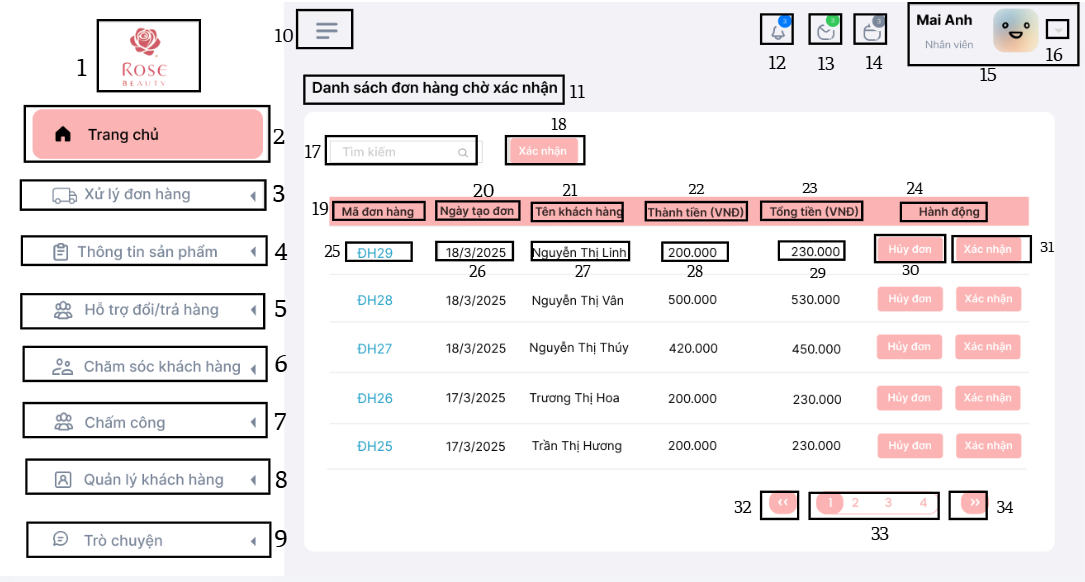 1
ROSE
BEAUTY
2
Trang chủ
3
Xử lý đơn hàng
4
Thông tin sản phẩm
5
Hỗ trợ đổi/trả hàng
6
Chăm sóc khách hàng
7
Chấm công
8
Quản lý khách hàng
9
Trò chuyện
10
12
13
14
Mai Anh
Nhân viên
15
16
Danh sách đơn hàng chờ xác nhận
11
17
Tìm kiếm
18
Xác nhận
19 20 21 22 23 24
Mã đơn hàng Ngày tạo đơn Tên khách hàng Thành tiền (VNĐ) Tổng tiền (VNĐ) Hành động
25 ĐH29 18/3/2025 Nguyễn Thị Linh 200.000 230.000 Hủy đơn Xác nhận 31
26 27 28 29 30
ĐH28 18/3/2025 Nguyễn Thị Vân 500.000 530.000 Hủy đơn Xác nhận
ĐH27 18/3/2025 Nguyễn Thị Thúy 420.000 450.000 Hủy đơn Xác nhận
ĐH26 17/3/2025 Trương Thị Hoa 200.000 230.000 Hủy đơn Xác nhận
ĐH25 17/3/2025 Trần Thị Hương 200.000 230.000 Hủy đơn Xác nhận
32 « 1 2 3 4 » 34
33